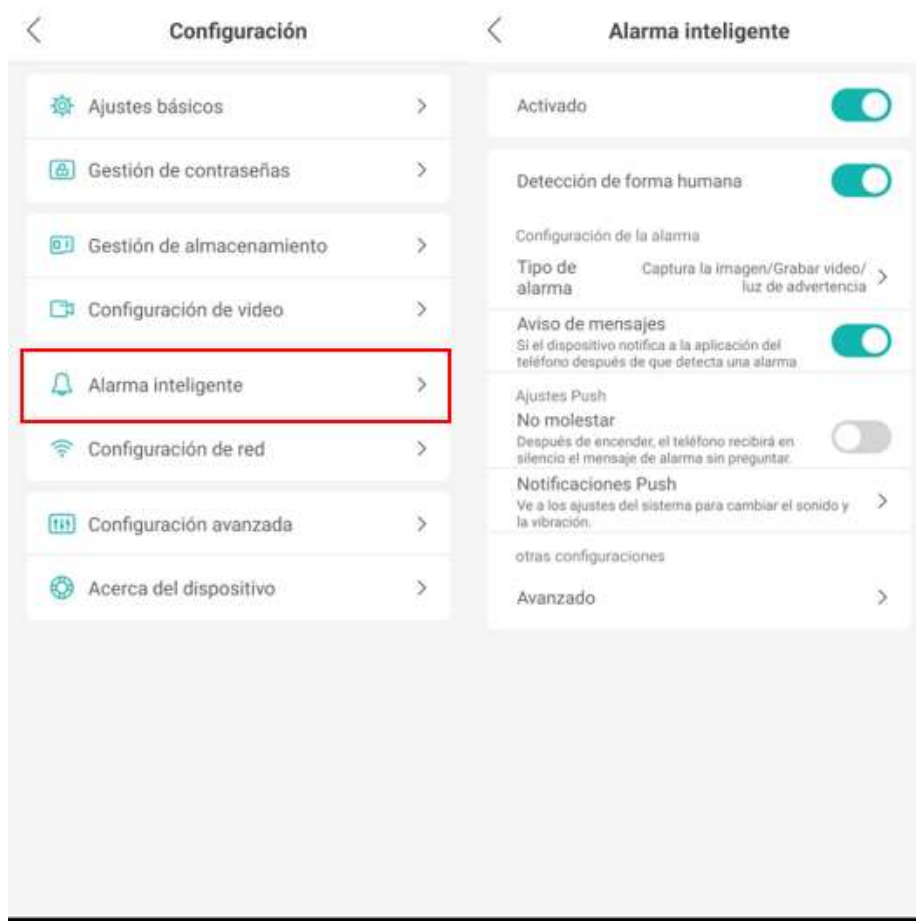 Configuración
Ajustes básicos
Gestión de contraseñas
Gestión de almacenamiento
Configuración de video
Alarma inteligente
Configuración de red
Configuración avanzada
Acerca del dispositivo
Alarma inteligente
Activado
Detección de forma humana
Configuración de la alarma
Tipo de
alarma
Captura la imagen/Grabar video/
luz de advertencia
Aviso de mensajes
Si el dispositivo notifica a la aplicación del
teléfono después de que detecta una alarma
Ajustes Push
No molestar
Después de encender, el teléfono recibirá en
silencio el mensaje de alarma sin preguntar.
Notificaciones Push
Ve a los ajustes del sistema para cambiar el sonido y
la vibración.
otras configuraciones
Avanzado